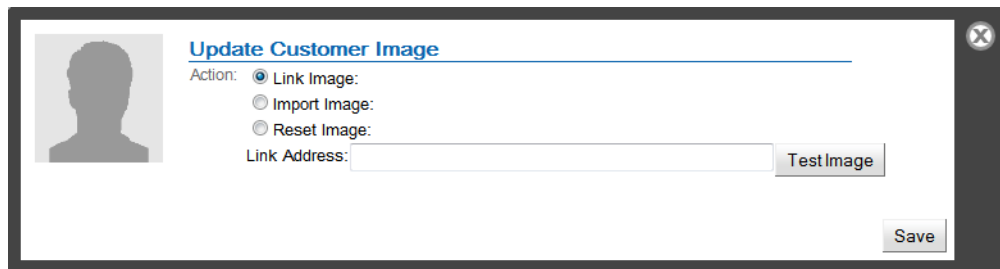 Update Customer Image
Action: Link Image:
Import Image:
Reset Image:
Link Address: Test Image
Save